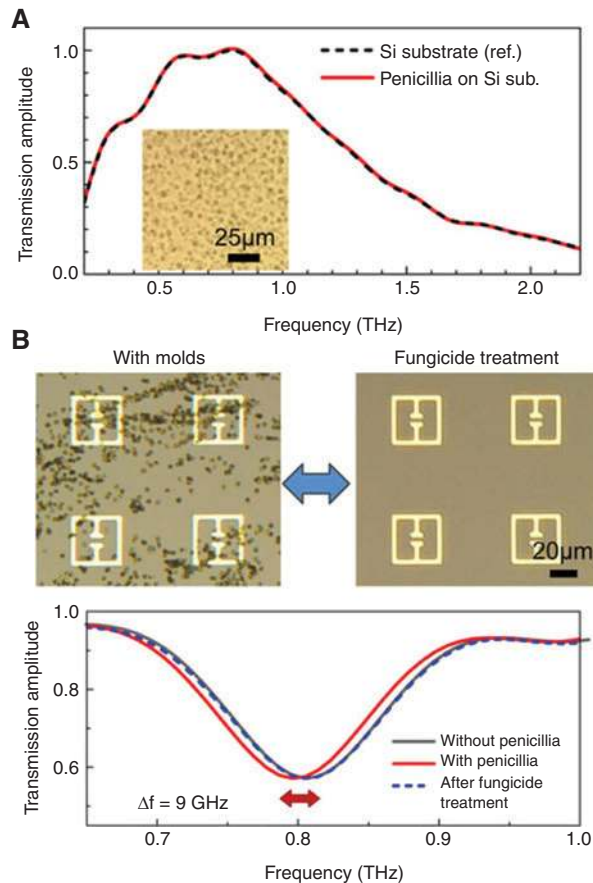 A
Transmission amplitude
1.0
0.5
0.0
Si substrate (ref.)
Penicillia on Si sub.
25µm
0.5 1.0 1.5 2.0
Frequency (THz)
B
With molds
Fungicide treatment
20µm
Transmission amplitude
1.0
0.8
0.6
Without penicillia
With penicillia
After fungicide
treatment
Δf = 9 GHz
0.7 0.8 0.9 1.0
Frequency (THz)